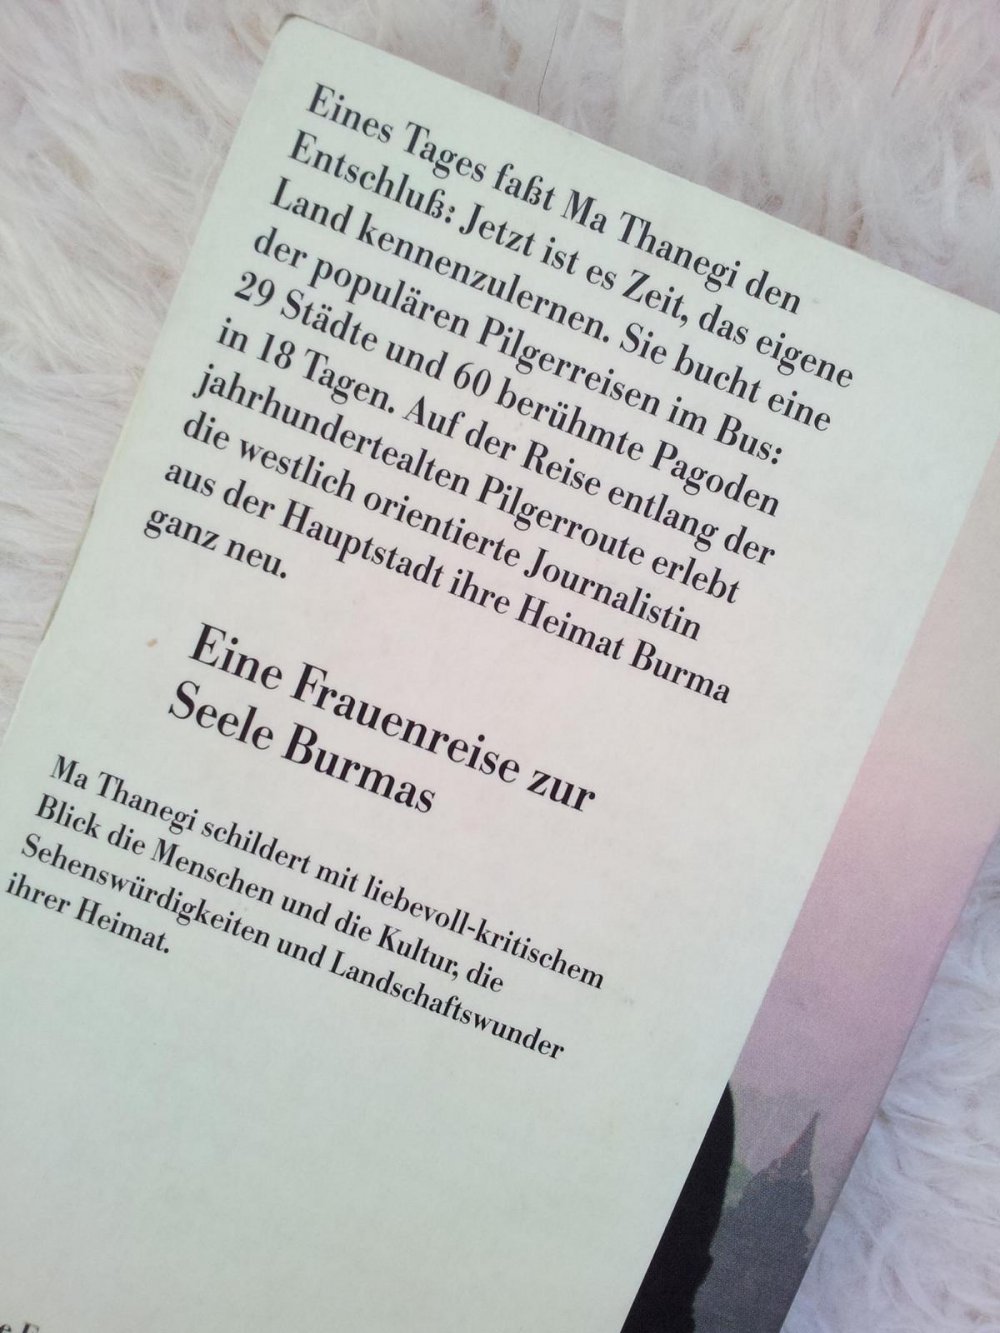 Eines Tages faßt Ma Thanegi den
Entschluß: Jetzt ist es Zeit, das eigene
Land kennenzulernen. Sie bucht eine
der populären Pilgerreisen im Bus:
29 Städte und 60 berühmte Pagoden
in 18 Tagen. Auf der Reise entlang der
jahrhundertealten Pilgerroute erlebt
die westlich orientierte Journalistin
aus der Hauptstadt ihre Heimat Burma
ganz neu.
Eine Frauenreise zur
Seele Burmas
Ma Thanegi schildert mit liebevoll-kritischem
Blick die Menschen und die Kultur, die
Sehenswürdigkeiten und Landschaftswunder
ihrer Heimat.